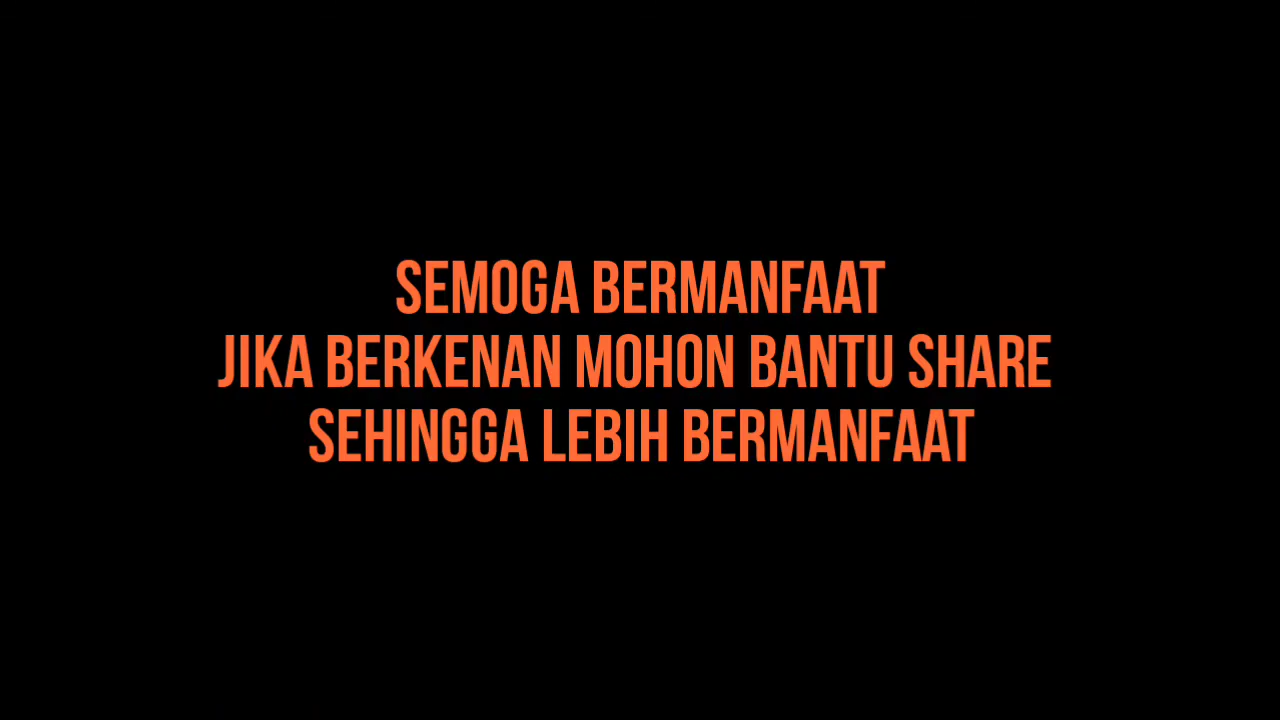 SEMOGA BERMANFAAT
JIKA BERKENAN MOHON BANTU SHARE
SEHINGGA LEBIH BERMANFAAT